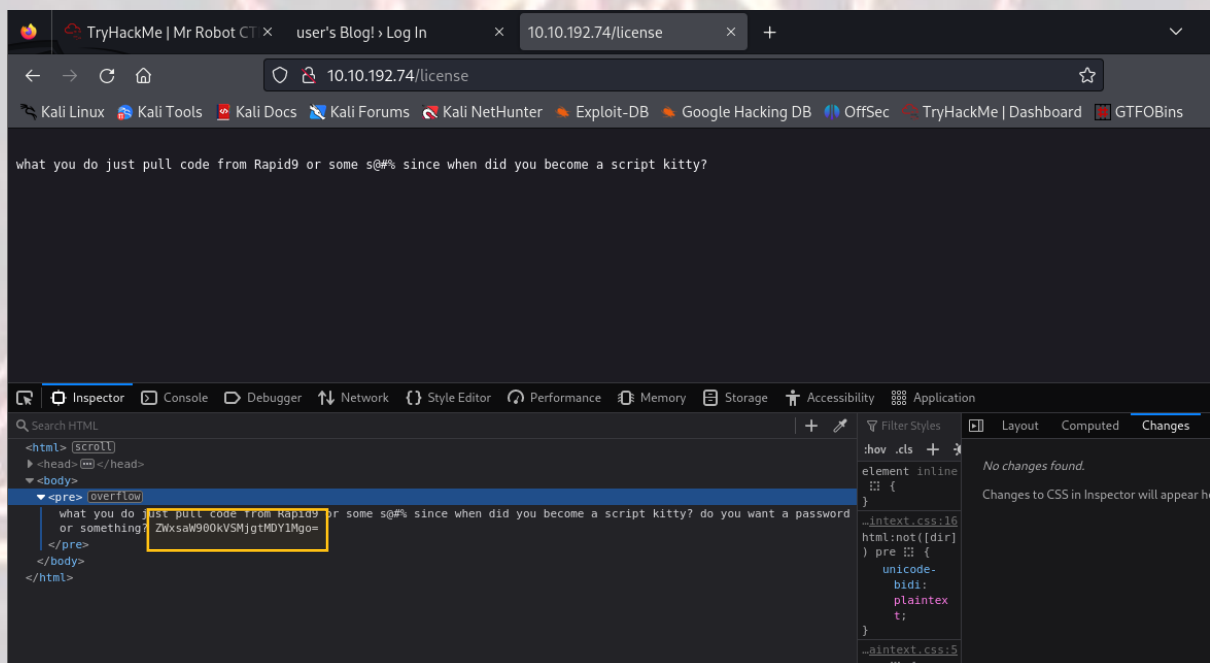 TryHackMe | Mr Robot CT
user's Blog! › Log In
10.10.192.74/license
10.10.192.74/license
Kali Linux Kali Tools Kali Docs Kali Forums Kali NetHunter Exploit-DB Google Hacking DB OffSec TryHackMe | Dashboard GTFOBins
what you do just pull code from Rapid9 or some s@#% since when did you become a script kitty?
Inspector Console Debugger Network Style Editor Performance Memory Storage Accessibility Application
Search HTML
Filter Styles
Layout Computed Changes
:hov .cls
<html> scroll
<head> </head>
<body>
<pre> overflow
what you do just pull code from Rapid9 or some s@#% since when did you become a script kitty? do you want a password
or something? ZWxsaW90OkVSMjgtMDY1Mgo=
</pre>
</body>
</html>
element inline
{
}
…intext.css:16
html:not([dir]
) pre {
unicode-
bidi:
plaintex
t;
}
…aintext.css:5
No changes found.
Changes to CSS in Inspector will appear he